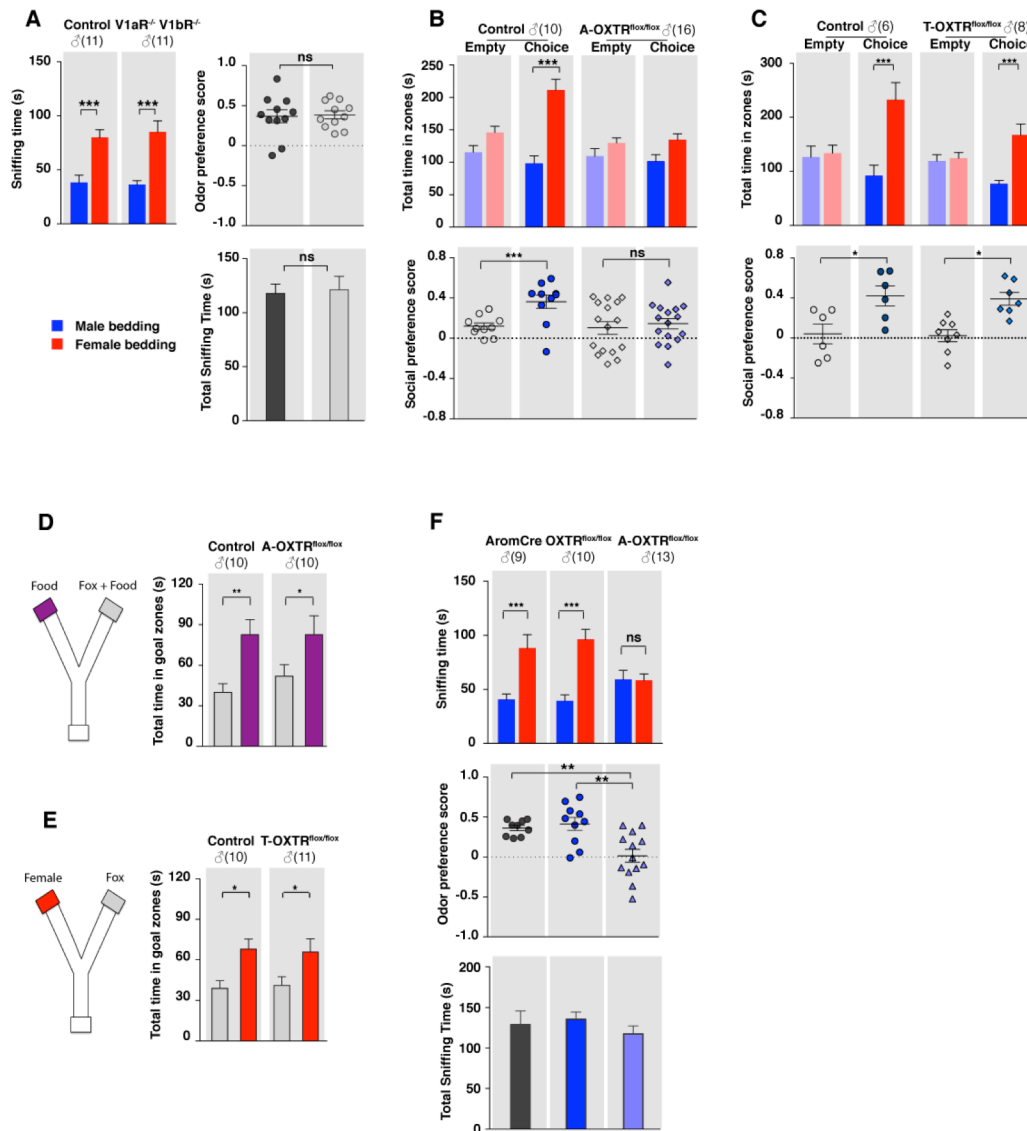 A
Control V1aR-/- V1bR-/-
♂(11) ♂(11)
Sniffing time (s)
150
100
50
0
***
***
Odor preference score
1.0
0.5
0.0
-0.5
-1.0
ns
Male bedding
Female bedding
Total Sniffing Time (s)
150
100
50
0
ns
B
Control ♂(10) A-OXTRflox/flox ♂(16)
Empty Choice Empty Choice
Total time in zones (s)
250
200
150
100
50
0
***
Social preference score
0.8
0.4
0.0
-0.4
-0.8
***
ns
C
Control ♂(6) T-OXTRflox/flox ♂(8)
Empty Choice Empty Choice
Total time in zones (s)
300
200
100
0
***
***
Social preference score
0.8
0.4
0
-0.4
-0.8
*
*
D
Food Fox + Food
Control A-OXTRflox/flox
♂(10) ♂(10)
Total time in goal zones (s)
120
90
60
30
0
**
*
E
Female Fox
Control T-OXTRflox/flox
♂(10) ♂(11)
Total time in goal zones (s)
120
90
60
30
0
*
*
F
AromCre OXTRflox/flox A-OXTRflox/flox
♂(9) ♂(10) ♂(13)
Sniffing time (s)
150
100
50
0
***
***
ns
Odor preference score
1.0
0.5
0
-0.5
-1.0
**
**
Total Sniffing Time (s)
200
150
100
50
0